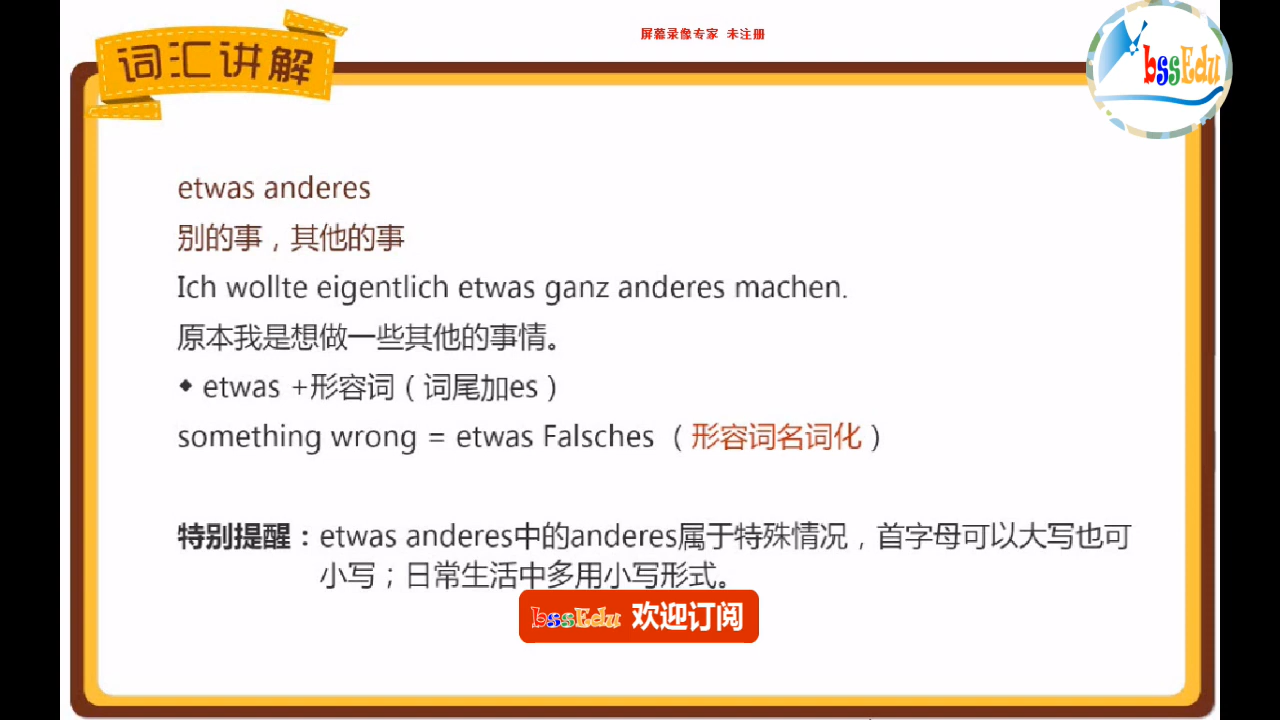 屏幕录像专家 未注册
词汇讲解
bssEdu
etwas anderes
别的事，其他的事
Ich wollte eigentlich etwas ganz anderes machen.
原本我是想做一些其他的事情。
◆ etwas +形容词（词尾加es）
something wrong = etwas Falsches （形容词名词化）
特别提醒：etwas anderes中的anderes属于特殊情况，首字母可以大写也可
小写；日常生活中多用小写形式。
bssEdu 欢迎订阅